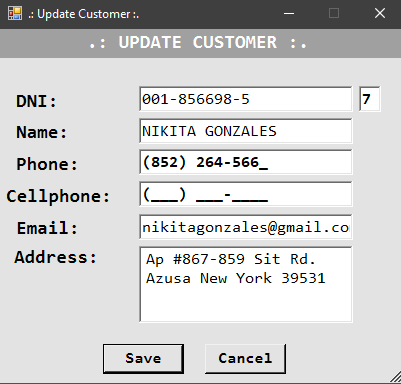 .: Update Customer :.
.: UPDATE CUSTOMER :.
DNI: 001-856698-5 7
Name: NIKITA GONZALES
Phone: (852) 264-566_
Cellphone: (___) ___-____
Email: nikitagonzales@gmail.co
Address: Ap #867-859 Sit Rd.
Azusa New York 39531
Save Cancel